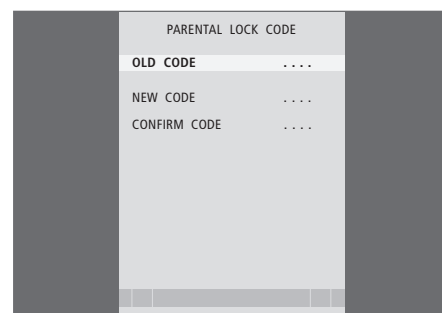 PARENTAL LOCK CODE
OLD CODE ....
NEW CODE ....
CONFIRM CODE ....